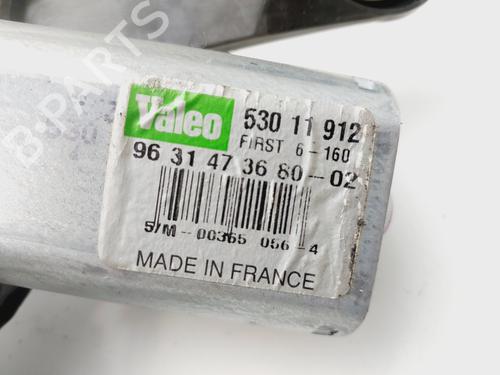 B-PARTS
Valeo
530 11 912
FIRST 6-160
96 31 47 36 80-02
57M-00365 056-4
MADE IN FRANCE